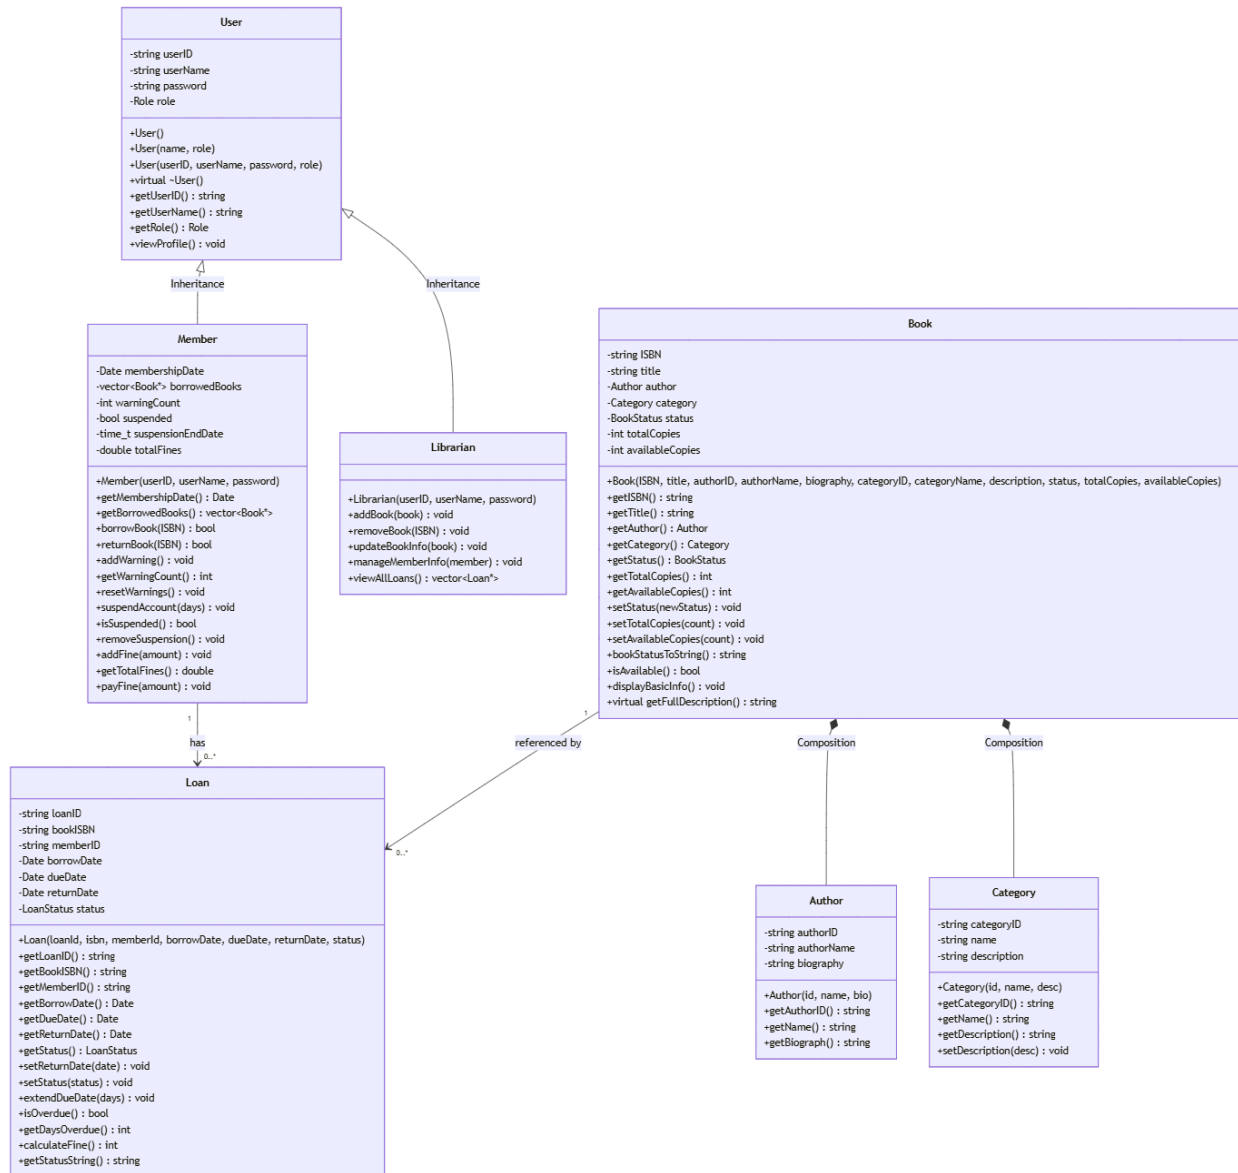 User
-string userID
-string userName
-string password
-Role role
+User()
+User(name, role)
+User(userID, userName, password, role)
+virtual ~User()
+getUserID() : string
+getUserName() : string
+getRole() : Role
+viewProfile() : void
Inheritance
Inheritance
Member
-Date membershipDate
-vector<Book*> borrowedBooks
-int warningCount
-bool suspended
-time_t suspensionEndDate
-double totalFines
+Member(userID, userName, password)
+getMembershipDate() : Date
+getBorrowedBooks() : vector<Book*>
+borrowBook(ISBN) : bool
+returnBook(ISBN) : bool
+addWarning() : void
+getWarningCount() : int
+resetWarnings() : void
+suspendAccount(days) : void
+isSuspended() : bool
+removeSuspension() : void
+addFine(amount) : void
+getTotalFines() : double
+payFine(amount) : void
Librarian
+Librarian(userID, userName, password)
+addBook(book) : void
+removeBook(ISBN) : void
+updateBookInfo(book) : void
+manageMemberInfo(member) : void
+viewAllLoans() : vector<Loan*>
Book
-string ISBN
-string title
-Author author
-Category category
-BookStatus status
-int totalCopies
-int availableCopies
+Book(ISBN, title, authorID, authorName, biography, categoryID, categoryName, description, status, totalCopies, availableCopies)
+getISBN() : string
+getTitle() : string
+getAuthor() : Author
+getCategory() : Category
+getStatus() : BookStatus
+getTotalCopies() : int
+getAvailableCopies() : int
+setStatus(newStatus) : void
+setTotalCopies(count) : void
+setAvailableCopies(count) : void
+bookStatusToString() : string
+isAvailable() : bool
+displayBasicInfo() : void
+virtual getFullDescription() : string
1
has
0..*
1
referenced by
0..*
Composition
Composition
Loan
-string loanID
-string bookISBN
-string memberID
-Date borrowDate
-Date dueDate
-Date returnDate
-LoanStatus status
+Loan(loanId, isbn, memberId, borrowDate, dueDate, returnDate, status)
+getLoanID() : string
+getBookISBN() : string
+getMemberID() : string
+getBorrowDate() : Date
+getDueDate() : Date
+getReturnDate() : Date
+getStatus() : LoanStatus
+setReturnDate(date) : void
+setStatus(status) : void
+extendDueDate(days) : void
+isOverdue() : bool
+getDaysOverdue() : int
+calculateFine() : int
+getStatusString() : string
Author
-string authorID
-string authorName
-string biography
+Author(id, name, bio)
+getAuthorID() : string
+getName() : string
+getBiograph() : string
Category
-string categoryID
-string name
-string description
+Category(id, name, desc)
+getCategoryID() : string
+getName() : string
+getDescription() : string
+setDescription(desc) : void